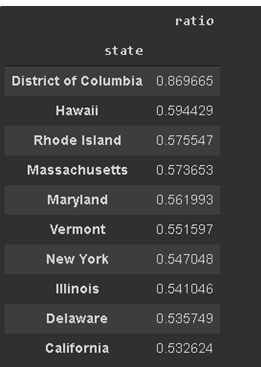 ratio
state
District of Columbia 0.869665
Hawaii 0.594429
Rhode Island 0.575547
Massachusetts 0.573653
Maryland 0.561993
Vermont 0.551597
New York 0.547048
Illinois 0.541046
Delaware 0.535749
California 0.532624